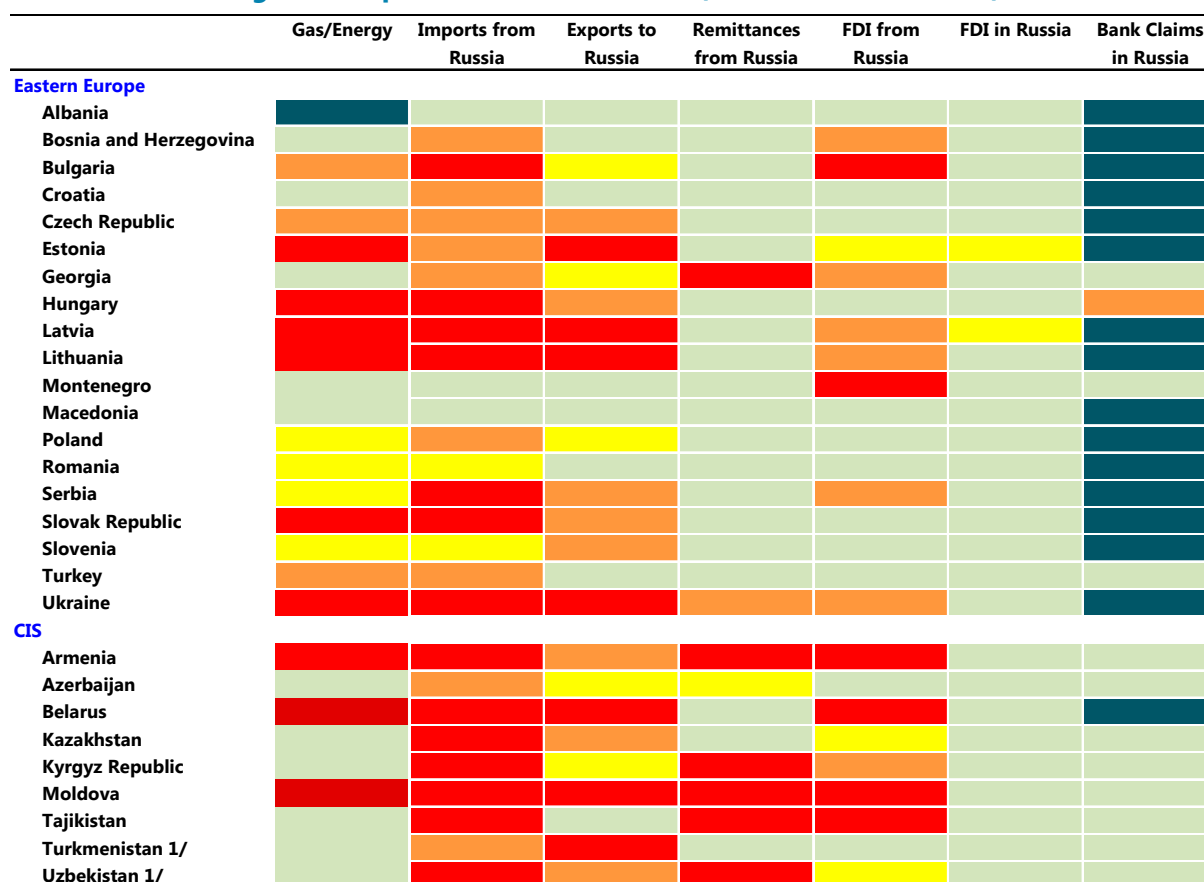 Gas/Energy Imports from Russia Exports to Russia Remittances from Russia FDI from Russia FDI in Russia Bank Claims in Russia
Eastern Europe
Albania
Bosnia and Herzegovina
Bulgaria
Croatia
Czech Republic
Estonia
Georgia
Hungary
Latvia
Lithuania
Montenegro
Macedonia
Poland
Romania
Serbia
Slovak Republic
Slovenia
Turkey
Ukraine
CIS
Armenia
Azerbaijan
Belarus
Kazakhstan
Kyrgyz Republic
Moldova
Tajikistan
Turkmenistan 1/
Uzbekistan 1/